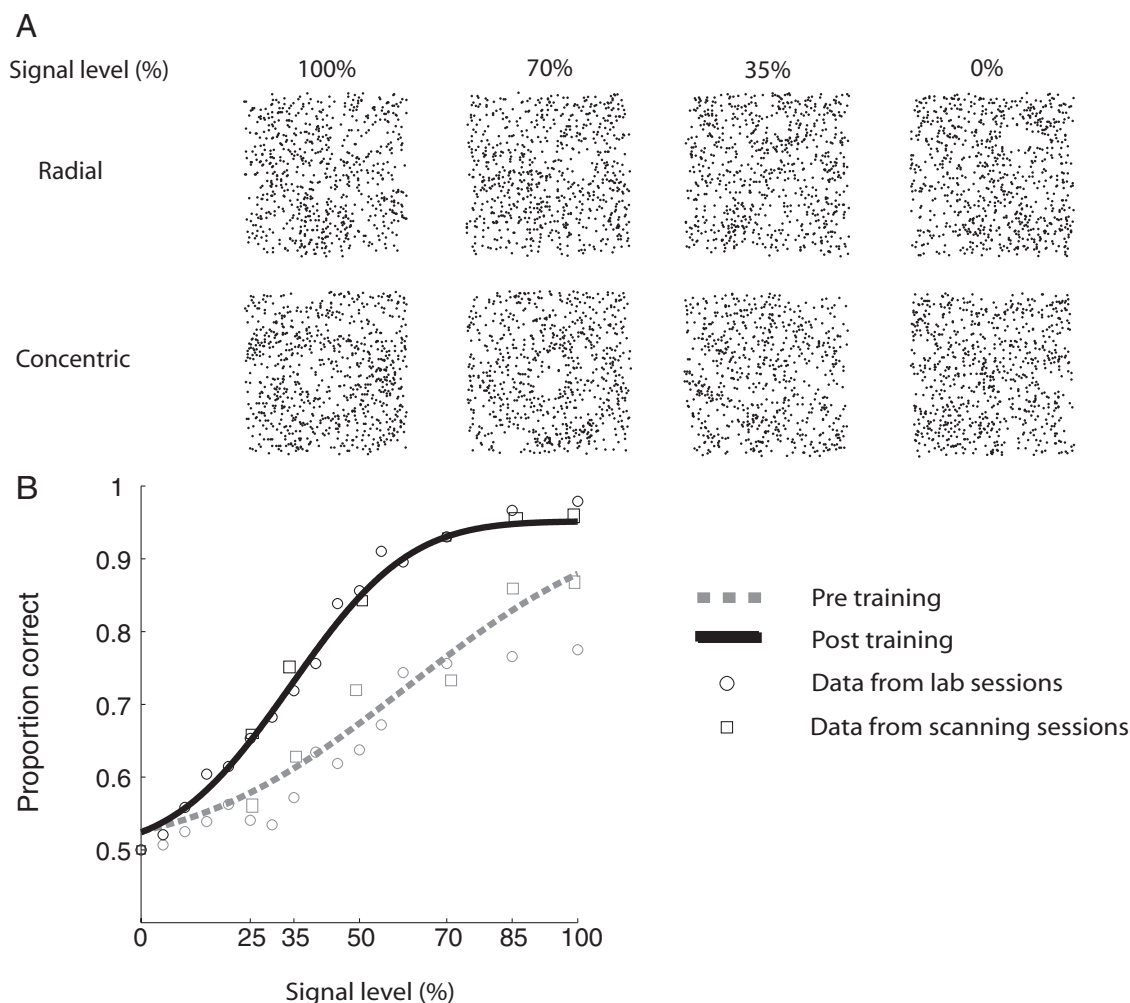 A
Signal level (%) 100% 70% 35% 0%
Radial
Concentric
B
1
0.9
0.8
0.7
0.6
0.5
Proportion correct
0 25 35 50 70 85 100
Signal level (%)
Pre training
Post training
Data from lab sessions
Data from scanning sessions